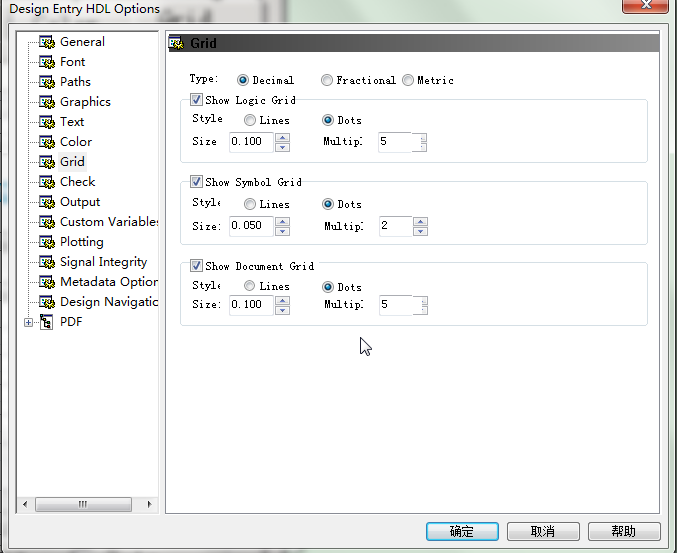 Design Entry HDL Options
General
Font
Paths
Graphics
Text
Color
Grid
Check
Output
Custom Variables
Plotting
Signal Integrity
Metadata Option
Design Navigatic
PDF
Grid
Type: Decimal Fractional Metric
Show Logic Grid
Style Lines Dots
Size 0.100 Multip: 5
Show Symbol Grid
Style Lines Dots
Size: 0.050 Multip: 2
Show Document Grid
Style Lines Dots
Size: 0.100 Multip: 5
确定 取消 帮助